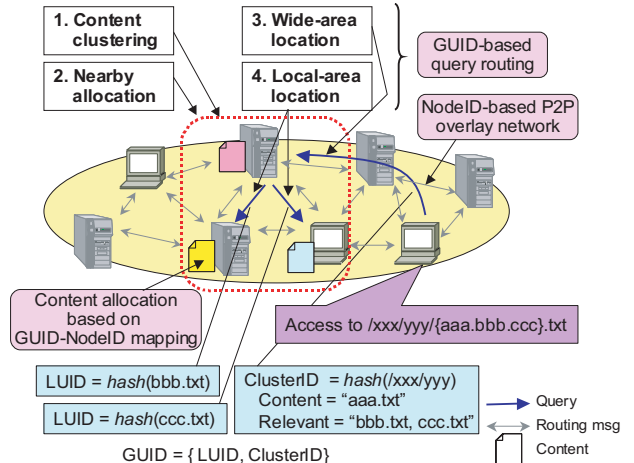 1. Content
clustering
2. Nearby
allocation
3. Wide-area
location
4. Local-area
location
GUID-based
query routing
NodeID-based P2P
overlay network
Content allocation
based on
GUID-NodeID mapping
Access to /xxx/yyy/{aaa.bbb.ccc}.txt
LUID = hash(bbb.txt)
LUID = hash(ccc.txt)
ClusterID = hash(/xxx/yyy)
Content = “aaa.txt”
Relevant = “bbb.txt, ccc.txt”
GUID = { LUID, ClusterID}
Query
Routing msg
Content